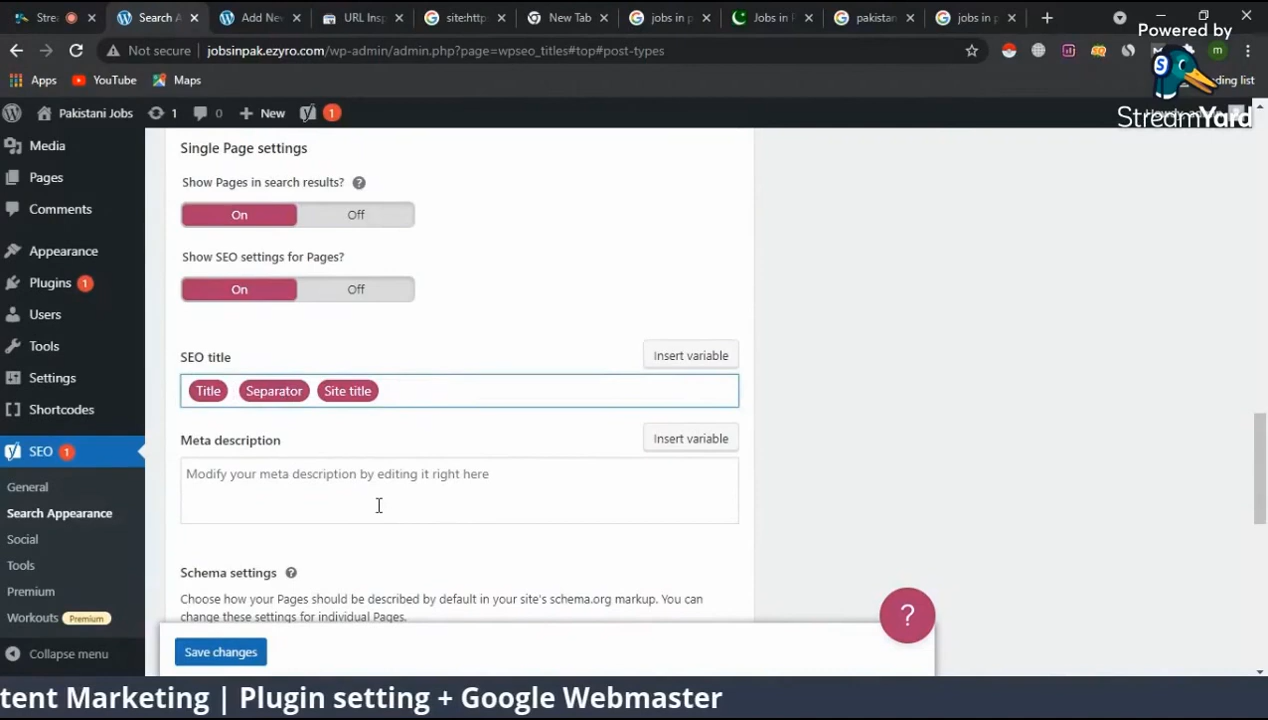 Stre
Search A
Add Nev
URL Insp
site:http
New Tab
jobs in p
Jobs in P
pakistan
jobs in p
Powered by
Not secure
jobsinpak.ezyro.com/wp-admin/admin.php?page=wpseo_titles#top#post-types
m
Apps
YouTube
Maps
ding list
StreamYard
Pakistani Jobs
1
0
New
1
Media
Pages
Comments
Appearance
Plugins 1
Users
Tools
Settings
Shortcodes
SEO 1
General
Search Appearance
Social
Tools
Premium
Workouts Premium
Collapse menu
Single Page settings
Show Pages in search results?
On Off
Show SEO settings for Pages?
On Off
SEO title
Insert variable
Title Separator Site title
Meta description
Insert variable
Modify your meta description by editing it right here
Schema settings
Choose how your Pages should be described by default in your site's schema.org markup. You can
change these settings for individual Pages.
Save changes
?
tent Marketing | Plugin setting + Google Webmaster